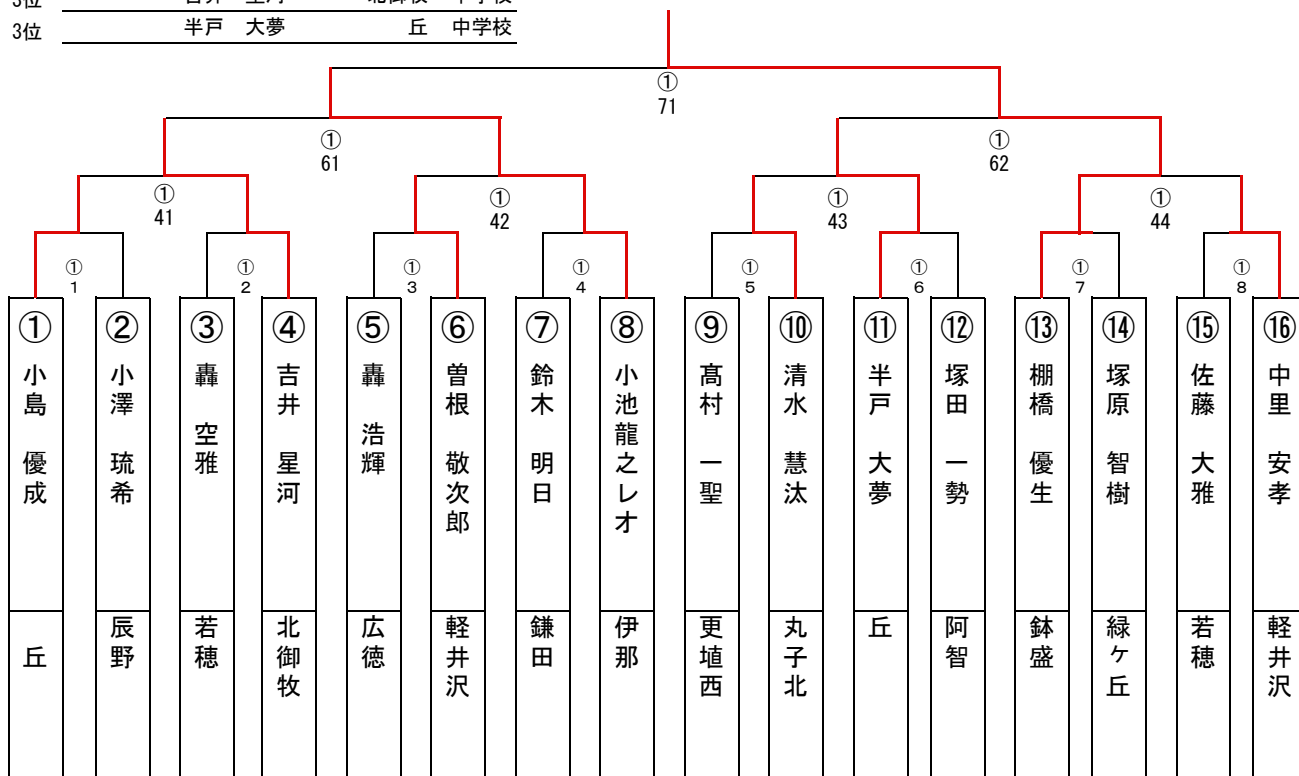 3位
3位 半戸 大夢 丘 中学校
①
71
①
61
①
62
①
41
①
42
①
43
①
44
①
1
①
2
①
3
①
4
①
5
①
6
①
7
①
8
① 小島 優成 丘
② 小澤 琉希 辰野
③ 轟 空雅 若穂
④ 吉井 星河 北御牧
⑤ 轟 浩輝 広徳
⑥ 曽根 敬次郎 軽井沢
⑦ 鈴木 明日 鎌田
⑧ 小池龍之レオ 伊那
⑨ 髙村 一聖 更埴西
⑩ 清水 慧汰 丸子北
⑪ 半戸 大夢 丘
⑫ 塚田 一勢 阿智
⑬ 棚橋 優生 鉢盛
⑭ 塚原 智樹 緑ケ丘
⑮ 佐藤 大雅 若穂
⑯ 中里 安孝 軽井沢